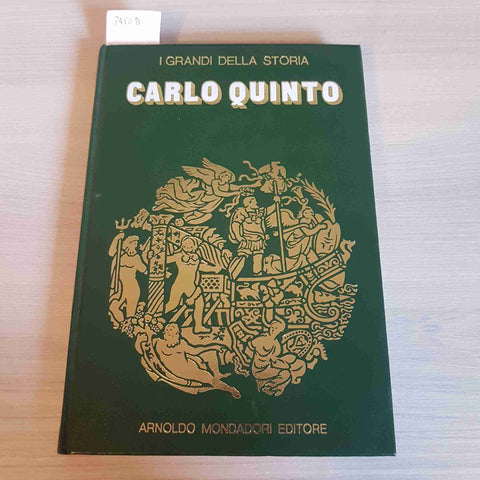 I GRANDI DELLA STORIA
CARLO QUINTO
ARNOLDO MONDADORI EDITORE